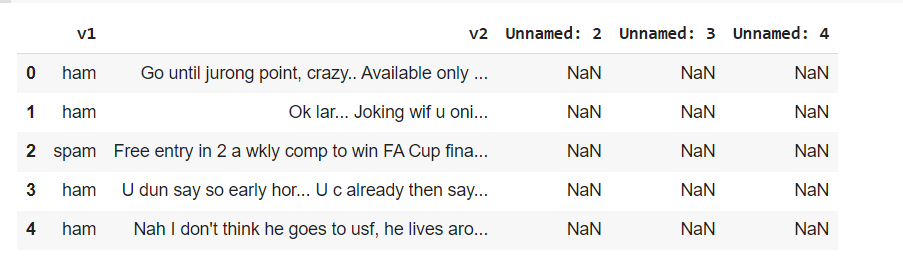 v1 v2 Unnamed: 2 Unnamed: 3 Unnamed: 4
0 ham Go until jurong point, crazy.. Available only ... NaN NaN NaN
1 ham Ok lar... Joking wif u oni... NaN NaN NaN
2 spam Free entry in 2 a wkly comp to win FA Cup fina... NaN NaN NaN
3 ham U dun say so early hor... U c already then say... NaN NaN NaN
4 ham Nah I don't think he goes to usf, he lives aro... NaN NaN NaN